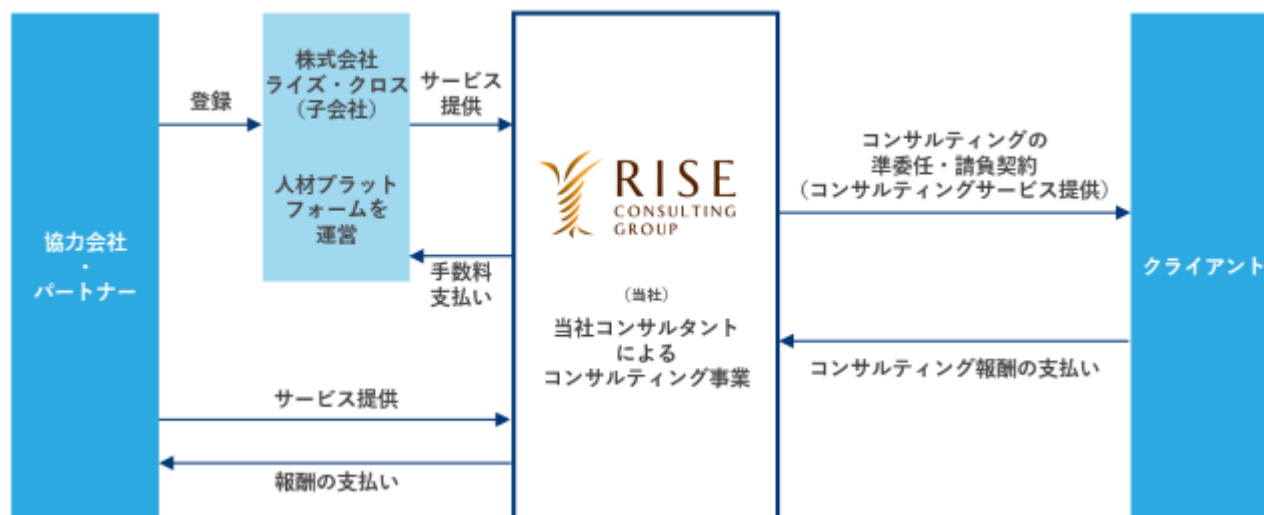 協力会社
・
パートナー
登録
株式会社
ライズ・クロス
（子会社）
人材プラット
フォームを
運営
サービス
提供
手数料
支払い
サービス提供
報酬の支払い
RISE
CONSULTING
GROUP
（当社）
当社コンサルタント
による
コンサルティング事業
コンサルティングの
準委任・請負契約
（コンサルティングサービス提供）
コンサルティング報酬の支払い
クライアント